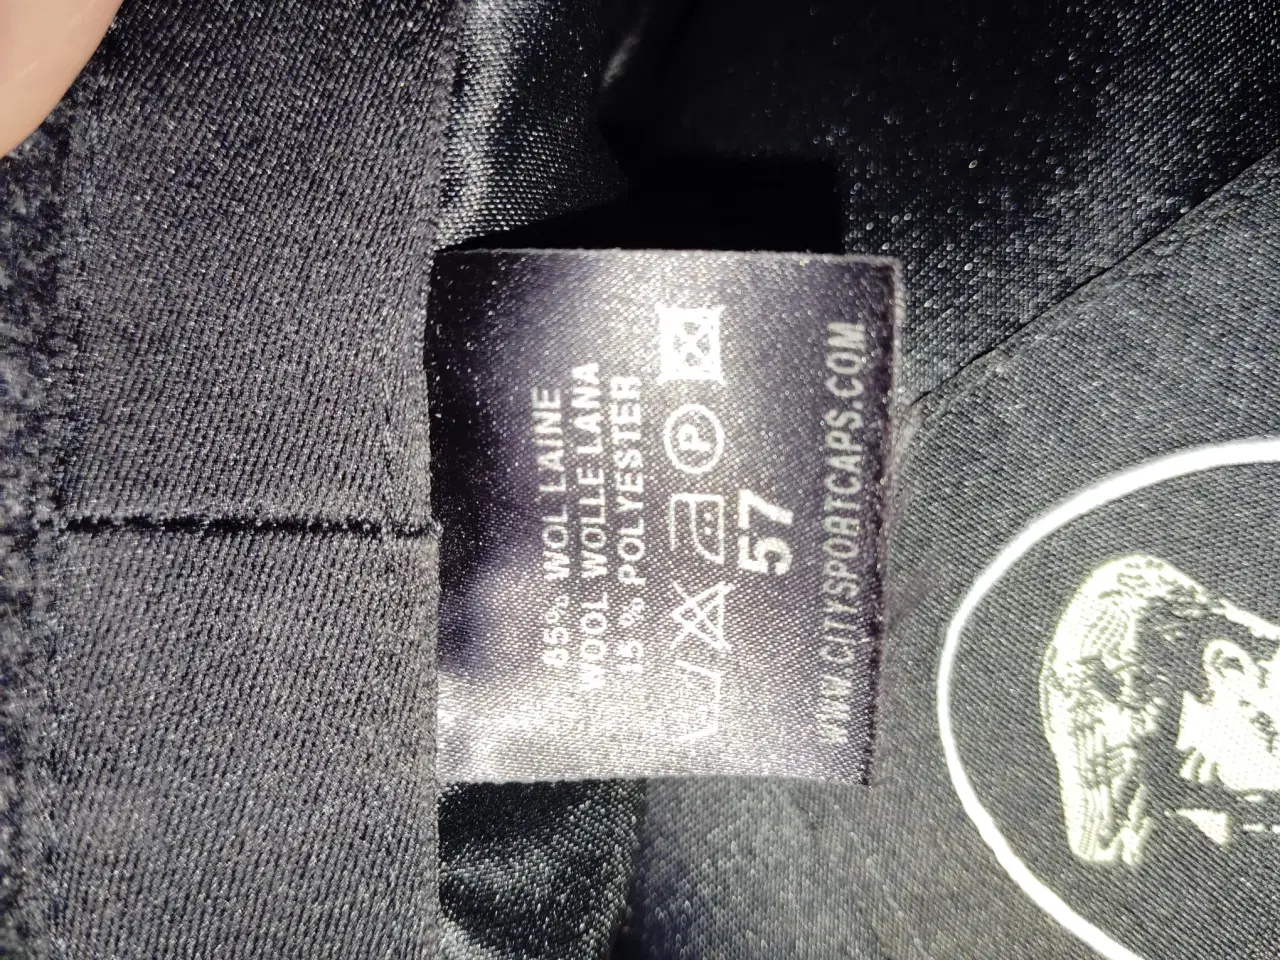 85% WOL LAINE
WOOL WOLLE LANA
15 % POLYESTER
P
57
WWW.CITYSPORTCAPS.COM